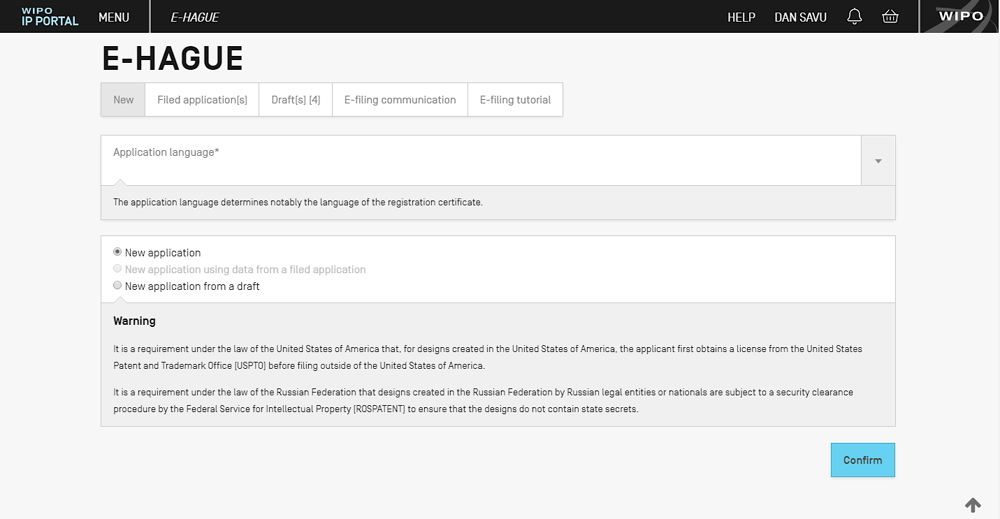 WIPO
IP PORTAL
MENU
E-HAGUE
HELP
DAN SAVU
WIPO
E-HAGUE
New
Filed application(s)
Draft(s) (4)
E-filing communication
E-filing tutorial
Application language*
The application language determines notably the language of the registration certificate.
New application
New application using data from a filed application
New application from a draft
Warning
It is a requirement under the law of the United States of America that, for designs created in the United States of America, the applicant first obtains a license from the United States
Patent and Trademark Office (USPTO) before filing outside of the United States of America.
It is a requirement under the law of the Russian Federation that designs created in the Russian Federation by Russian legal entities or nationals are subject to a security clearance
procedure by the Federal Service for Intellectual Property (ROSPATENT) to ensure that the designs do not contain state secrets.
Confirm